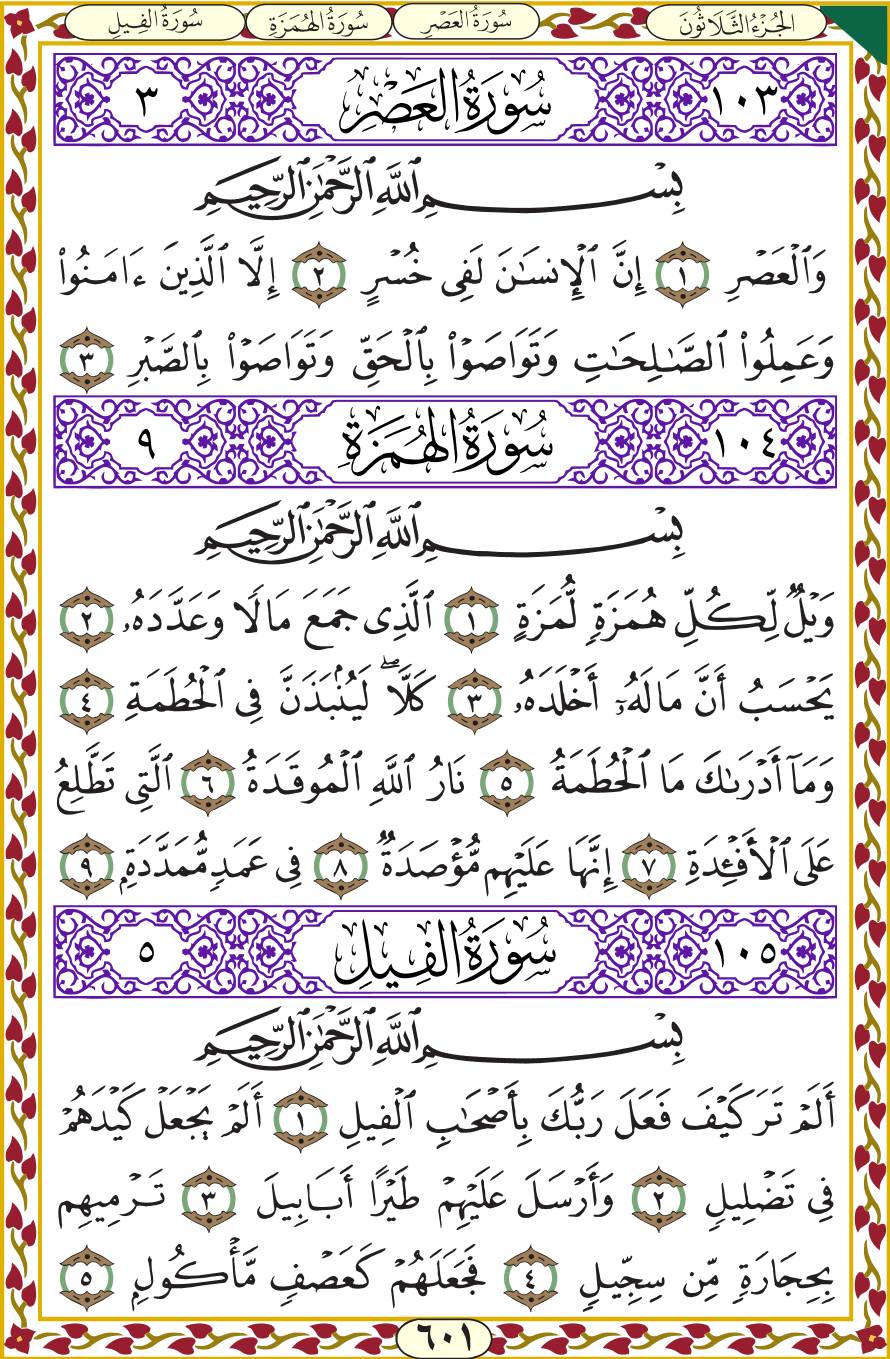 الجُزْءُ الثَّلَاثُونَ سُورَةُ العَصْرِ سُورَةُ الهُمَزَةِ سُورَةُ الفِيلِ
١٠٣ سُورَةُ العَصْرِ ٣
بِسْمِ ٱللَّهِ ٱلرَّحْمَٰنِ ٱلرَّحِيمِ
وَٱلْعَصْرِ ١ إِنَّ ٱلْإِنسَٰنَ لَفِى خُسْرٍ ٢ إِلَّا ٱلَّذِينَ ءَامَنُوا۟
وَعَمِلُوا۟ ٱلصَّٰلِحَٰتِ وَتَوَاصَوْا۟ بِٱلْحَقِّ وَتَوَاصَوْا۟ بِٱلصَّبْرِ ٣
١٠٤ سُورَةُ الهُمَزَةِ ٩
بِسْمِ ٱللَّهِ ٱلرَّحْمَٰنِ ٱلرَّحِيمِ
وَيْلٌ لِّكُلِّ هُمَزَةٍ لُّمَزَةٍ ١ ٱلَّذِى جَمَعَ مَالًا وَعَدَّدَهُۥ ٢
يَحْسَبُ أَنَّ مَالَهُۥٓ أَخْلَدَهُۥ ٣ كَلَّا ۖ لَيُنۢبَذَنَّ فِى ٱلْحُطَمَةِ ٤
وَمَآ أَدْرَىٰكَ مَا ٱلْحُطَمَةُ ٥ نَارُ ٱللَّهِ ٱلْمُوقَدَةُ ٦ ٱلَّتِى تَطَّلِعُ
عَلَى ٱلْأَفْـِٔدَةِ ٧ إِنَّهَا عَلَيْهِم مُّؤْصَدَةٌ ٨ فِى عَمَدٍ مُّمَدَّدَةٍۭ ٩
١٠٥ سُورَةُ الفِيلِ ٥
بِسْمِ ٱللَّهِ ٱلرَّحْمَٰنِ ٱلرَّحِيمِ
أَلَمْ تَرَ كَيْفَ فَعَلَ رَبُّكَ بِأَصْحَٰبِ ٱلْفِيلِ ١ أَلَمْ يَجْعَلْ كَيْدَهُمْ
فِى تَضْلِيلٍ ٢ وَأَرْسَلَ عَلَيْهِمْ طَيْرًا أَبَابِيلَ ٣ تَرْمِيهِم
بِحِجَارَةٍ مِّن سِجِّيلٍ ٤ فَجَعَلَهُمْ كَعَصْفٍ مَّأْكُولٍۭ ٥
٦٠١